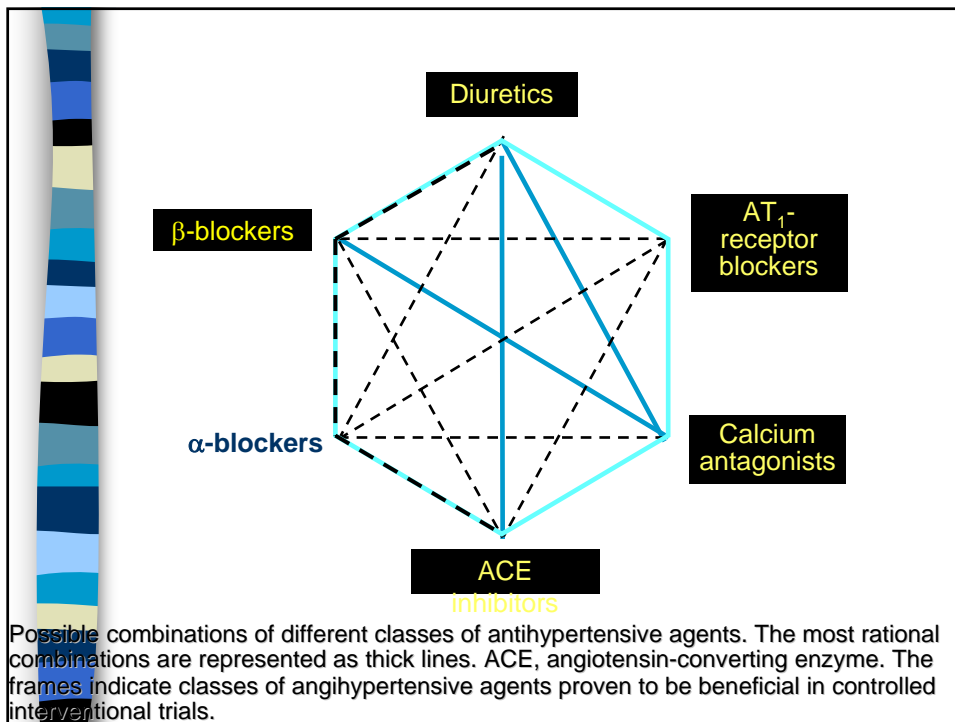 Diuretics
β-blockers
AT₁-
receptor
blockers
α-blockers
Calcium
antagonists
ACE
inhibitors
Possible combinations of different classes of antihypertensive agents. The most rational
combinations are represented as thick lines. ACE, angiotensin-converting enzyme. The
frames indicate classes of angihypertensive agents proven to be beneficial in controlled
interventional trials.